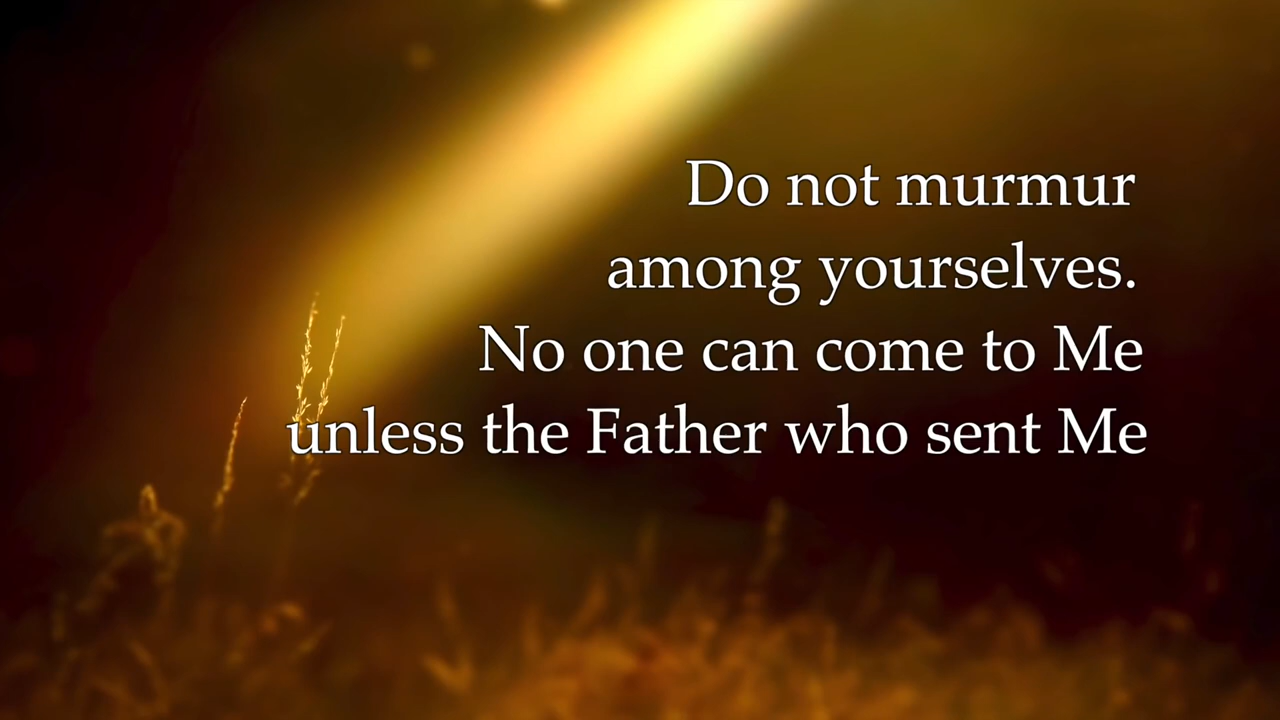 Do not murmur
among yourselves.
No one can come to Me
unless the Father who sent Me